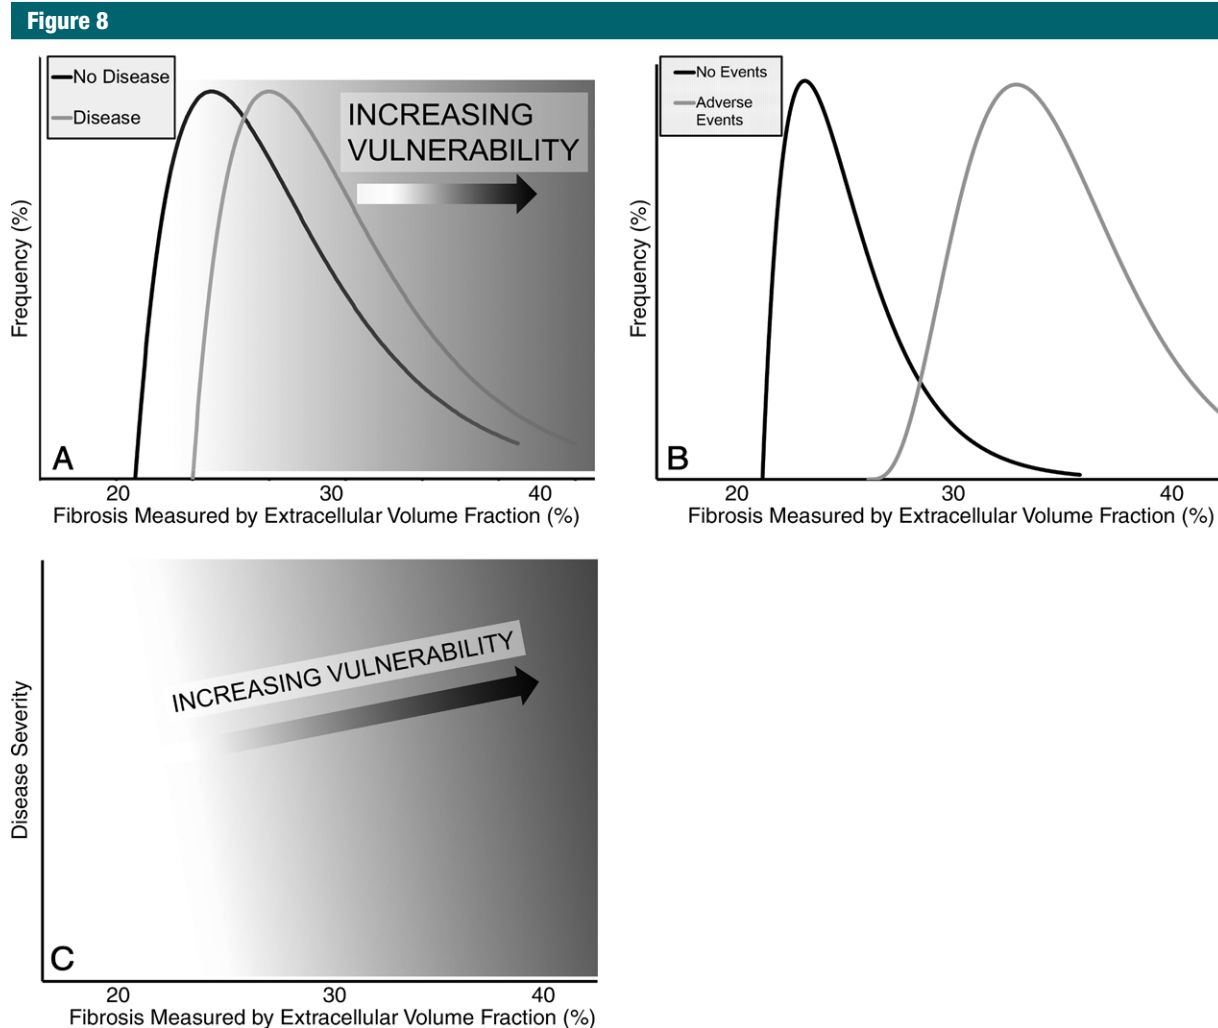 Figure 8
No Disease
Disease
INCREASING
VULNERABILITY
Frequency (%)
A
20
30
40
Fibrosis Measured by Extracellular Volume Fraction (%)
No Events
Adverse
Events
Frequency (%)
B
20
30
40
Fibrosis Measured by Extracellular Volume Fraction (%)
INCREASING VULNERABILITY
Disease Severity
C
20
30
40
Fibrosis Measured by Extracellular Volume Fraction (%)